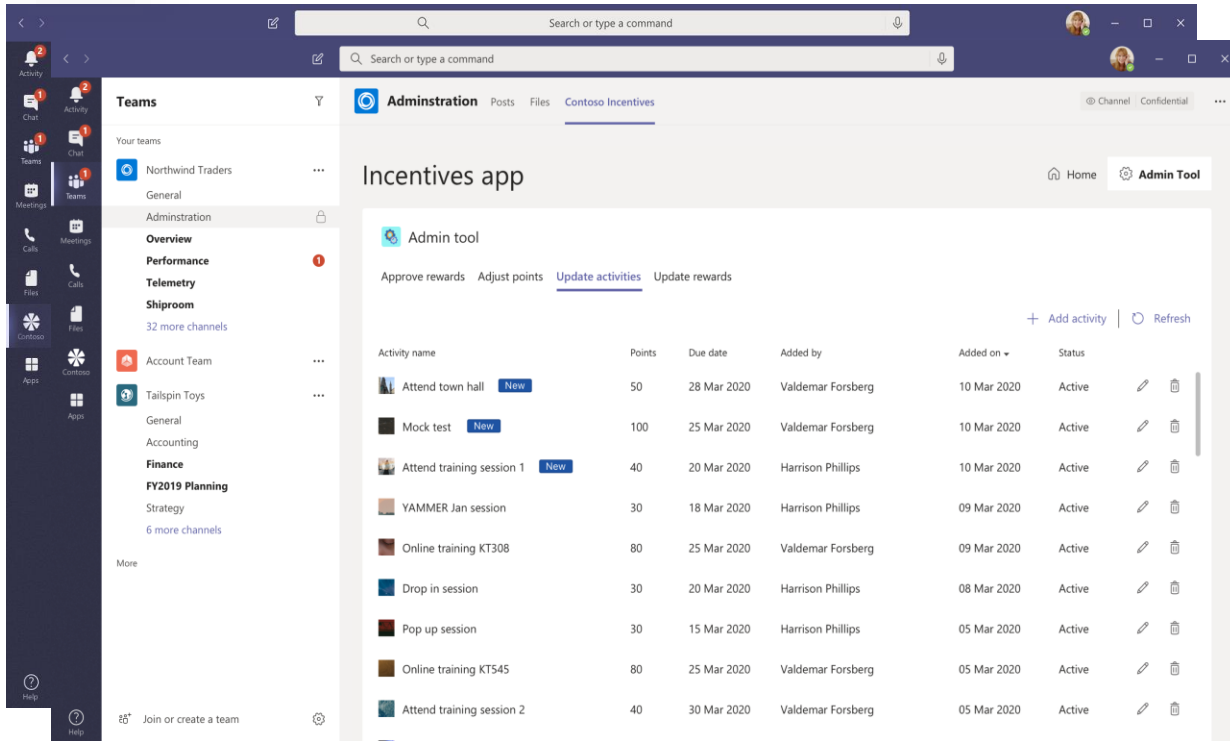 Search or type a command
Search or type a command
2
Activity
1
Chat
1
Teams
Meetings
Calls
Files
Contoso
Apps
Help
2
Activity
1
Chat
1
Teams
Meetings
Calls
Files
Contoso
Apps
Help
Teams
Your teams
Northwind Traders
General
Adminstration
Overview
Performance 1
Telemetry
Shiproom
32 more channels
Account Team
Tailspin Toys
General
Accounting
Finance
FY2019 Planning
Strategy
6 more channels
More
Join or create a team
Adminstration Posts Files Contoso Incentives
Channel Confidential
Incentives app
Home Admin Tool
Admin tool
Approve rewards Adjust points Update activities Update rewards
Add activity Refresh
Activity name Points Due date Added by Added on Status
Attend town hall New 50 28 Mar 2020 Valdemar Forsberg 10 Mar 2020 Active
Mock test New 100 25 Mar 2020 Valdemar Forsberg 10 Mar 2020 Active
Attend training session 1 New 40 20 Mar 2020 Harrison Phillips 10 Mar 2020 Active
YAMMER Jan session 30 18 Mar 2020 Harrison Phillips 09 Mar 2020 Active
Online training KT308 80 25 Mar 2020 Valdemar Forsberg 09 Mar 2020 Active
Drop in session 30 20 Mar 2020 Harrison Phillips 08 Mar 2020 Active
Pop up session 30 15 Mar 2020 Harrison Phillips 05 Mar 2020 Active
Online training KT545 80 25 Mar 2020 Valdemar Forsberg 05 Mar 2020 Active
Attend training session 2 40 30 Mar 2020 Valdemar Forsberg 05 Mar 2020 Active